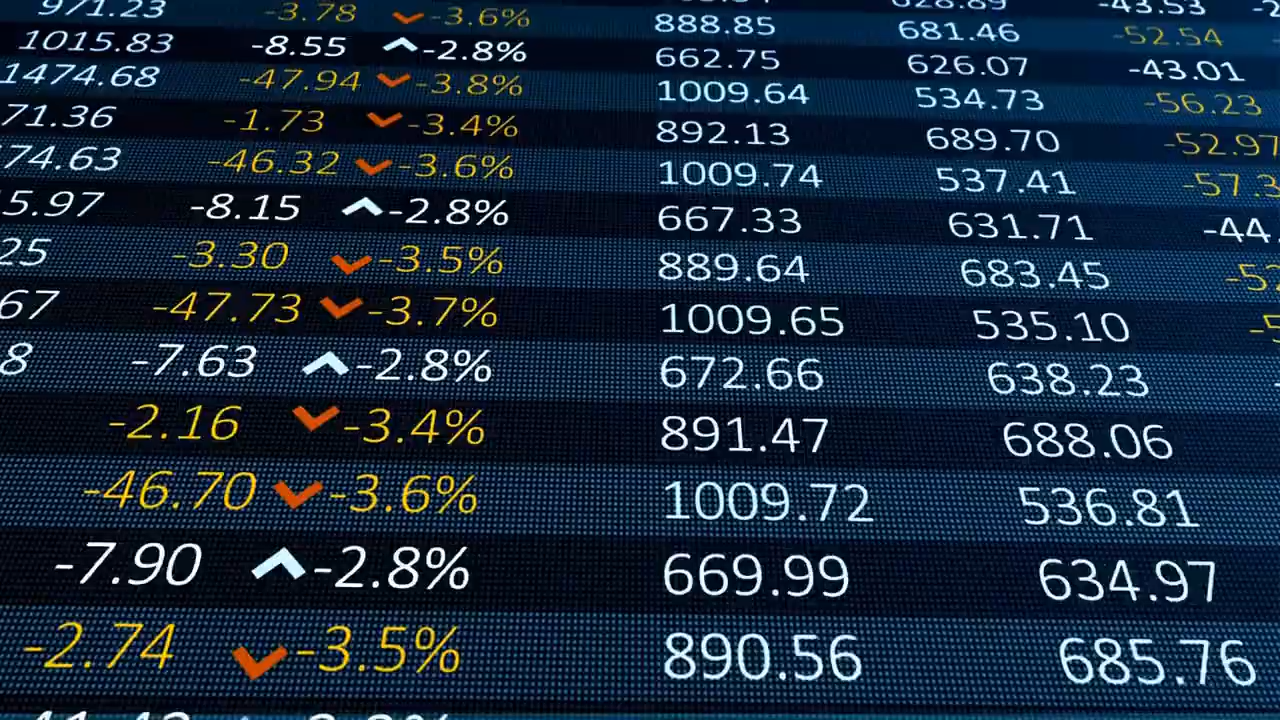 971.23 -3.78 -3.6% 628.89 -43.53
1015.83 -8.55 -2.8% 888.85 681.46 -52.54
1474.68 -47.94 -3.8% 662.75 626.07 -43.01
71.36 -1.73 -3.4% 1009.64 534.73 -56.23
74.63 -46.32 -3.6% 892.13 689.70 -52.97
5.97 -8.15 -2.8% 1009.74 537.41 -57.3
25 -3.30 -3.5% 667.33 631.71 -44.
67 -47.73 -3.7% 889.64 683.45
8 -7.63 -2.8% 1009.65 535.10
-2.16 -3.4% 672.66 638.23
-46.70 -3.6% 891.47 688.06
-7.90 -2.8% 1009.72 536.81
-2.74 -3.5% 669.99 634.97
890.56 685.76